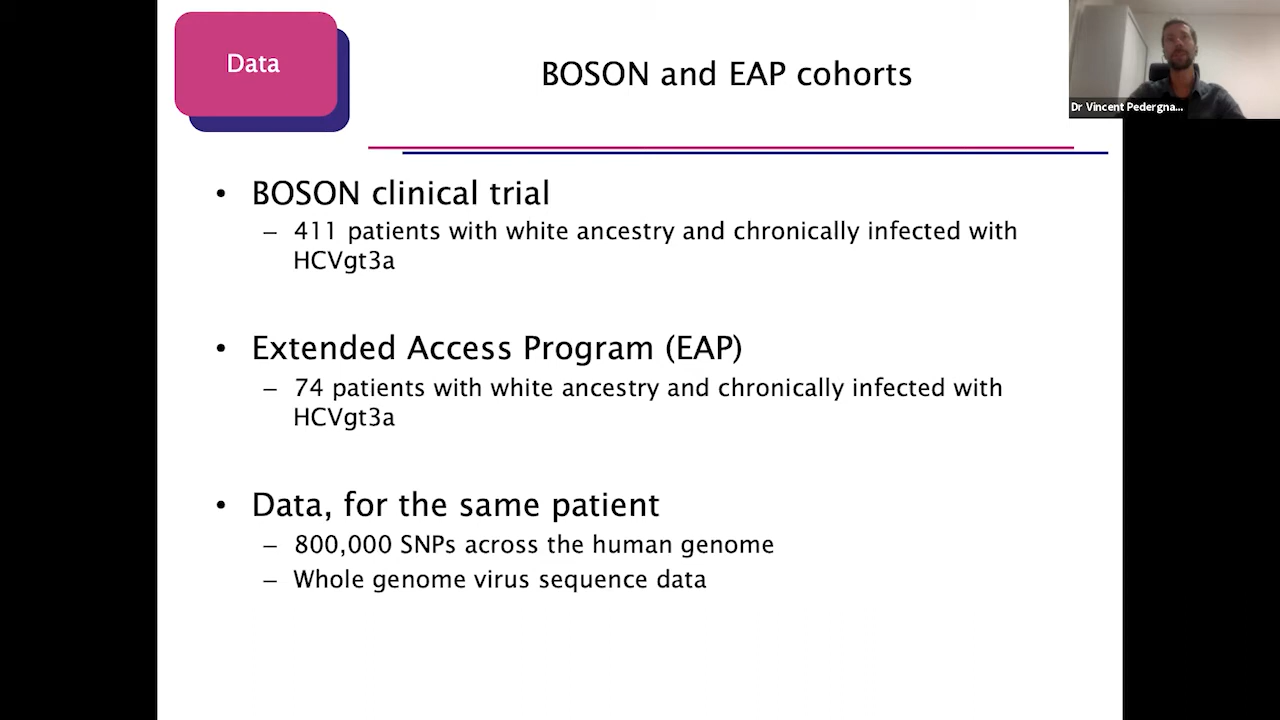 Data
BOSON and EAP cohorts
Dr Vincent Pedergna...
• BOSON clinical trial
– 411 patients with white ancestry and chronically infected with
HCVgt3a
• Extended Access Program (EAP)
– 74 patients with white ancestry and chronically infected with
HCVgt3a
• Data, for the same patient
– 800,000 SNPs across the human genome
– Whole genome virus sequence data